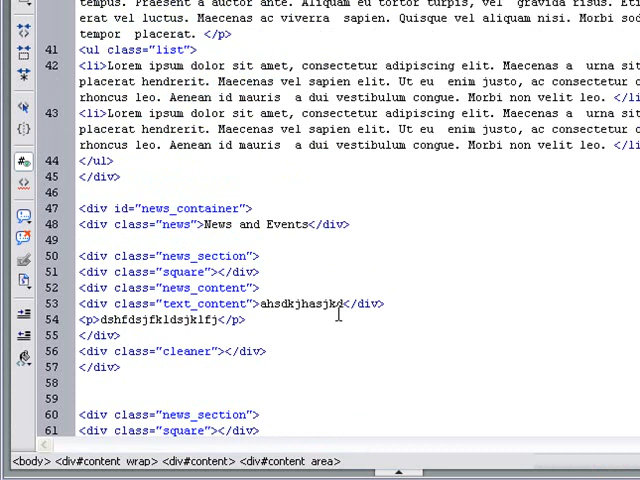 tempus. Praesent a auctor ante. Aliquam eu tortor turpis, vel  gravida risus. Eti
erat vel blandit. Maecenas ac viverra  sapien. Quisque vel aliquam nisi. Morbi sod
tempor  placerat. </p>
41 <ul class="list">
42 <li>Lorem ipsum dolor sit amet, consectetur adipiscing elit. Maecenas a  urna sit
placerat hendrerit. Maecenas vel sapien elit. Ut eu  enim justo, ac consectetur o
rhoncus leo. Aenean id mauris  a dui vestibulum congue. Morbi non velit leo. </li
43 <li>Lorem ipsum dolor sit amet, consectetur adipiscing elit. Maecenas a  urna sit
placerat hendrerit. Maecenas vel sapien elit. Ut eu  enim justo, ac consectetur o
rhoncus leo. Aenean id mauris  a dui vestibulum congue. Morbi non velit leo. </li
44 </ul>
45 </div>
46
47 <div id="news_container">
48 <div class="news">News and Events</div>
49
50 <div class="news_section">
51 <div class="square"></div>
52 <div class="news_content">
53 <div class="text_content">ahsdkjhasjkd</div>
54 <p>dshfdsjfkldsjklfj</p>
55 </div>
56 <div class="cleaner"></div>
57 </div>
58
59
60 <div class="news_section">
61 <div class="square"></div>
<body> <div#content_wrap> <div#content> <div#content_area>